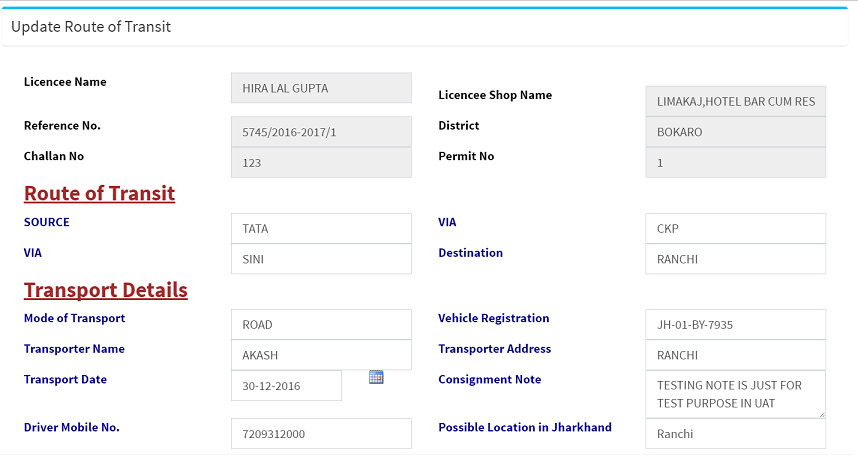 Update Route of Transit
Licencee Name HIRA LAL GUPTA Licencee Shop Name LIMAKAJ,HOTEL BAR CUM RES
Reference No. 5745/2016-2017/1 District BOKARO
Challan No 123 Permit No 1
Route of Transit
SOURCE TATA VIA CKP
VIA SINI Destination RANCHI
Transport Details
Mode of Transport ROAD Vehicle Registration JH-01-BY-7935
Transporter Name AKASH Transporter Address RANCHI
Transport Date 30-12-2016 Consignment Note TESTING NOTE IS JUST FOR
TEST PURPOSE IN UAT
Driver Mobile No. 7209312000 Possible Location in Jharkhand Ranchi